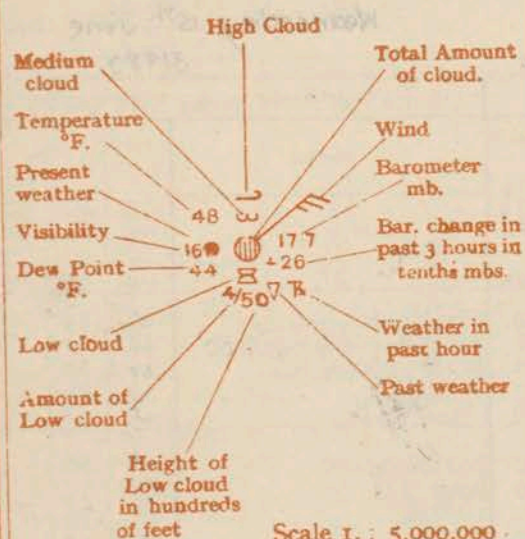 High Cloud
Medium
cloud
Total Amount
of cloud.
Temperature
°F.
Wind
Present
weather
Barometer
mb.
48
Visibility
16
177
Bar. change in
past 3 hours in
tenths mbs.
Dew Point
°F.
44
+26
4/50
Low cloud
Weather in
past hour
Amount of
Low cloud
Past weather
Height of
Low cloud
in hundreds
of feet
Scale 1 : 5,000,000